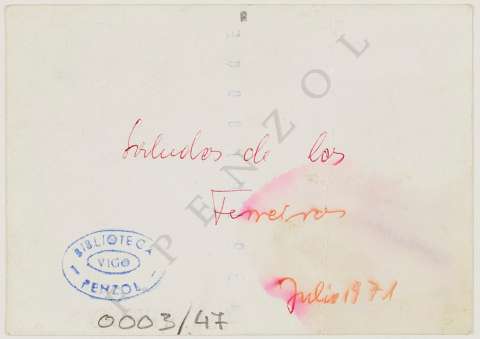 Saludos de los
Ferreiros
Julio 1971
BIBLIOTECA
VIGO
PENZOL
0003/47
F P PENZOL